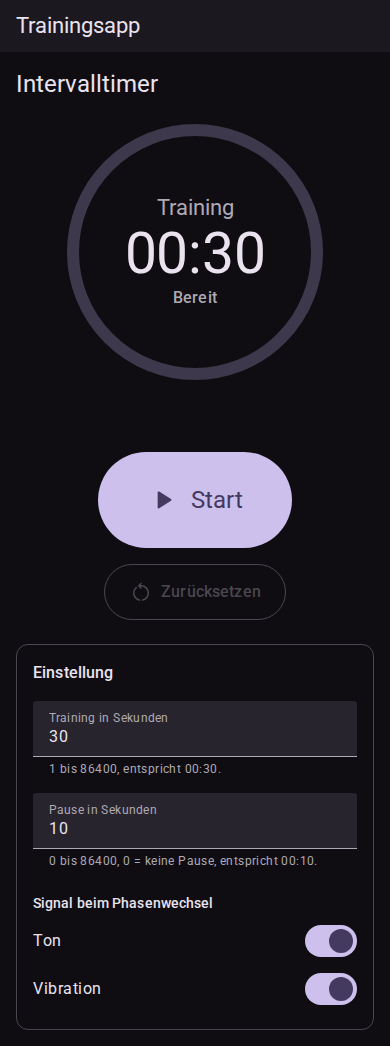 Trainingsapp
Intervalltimer
Training
00:30
Bereit
Start
Zurücksetzen
Einstellung
Training in Sekunden
30
1 bis 86400, entspricht 00:30.
Pause in Sekunden
10
0 bis 86400, 0 = keine Pause, entspricht 00:10.
Signal beim Phasenwechsel
Ton
Vibration